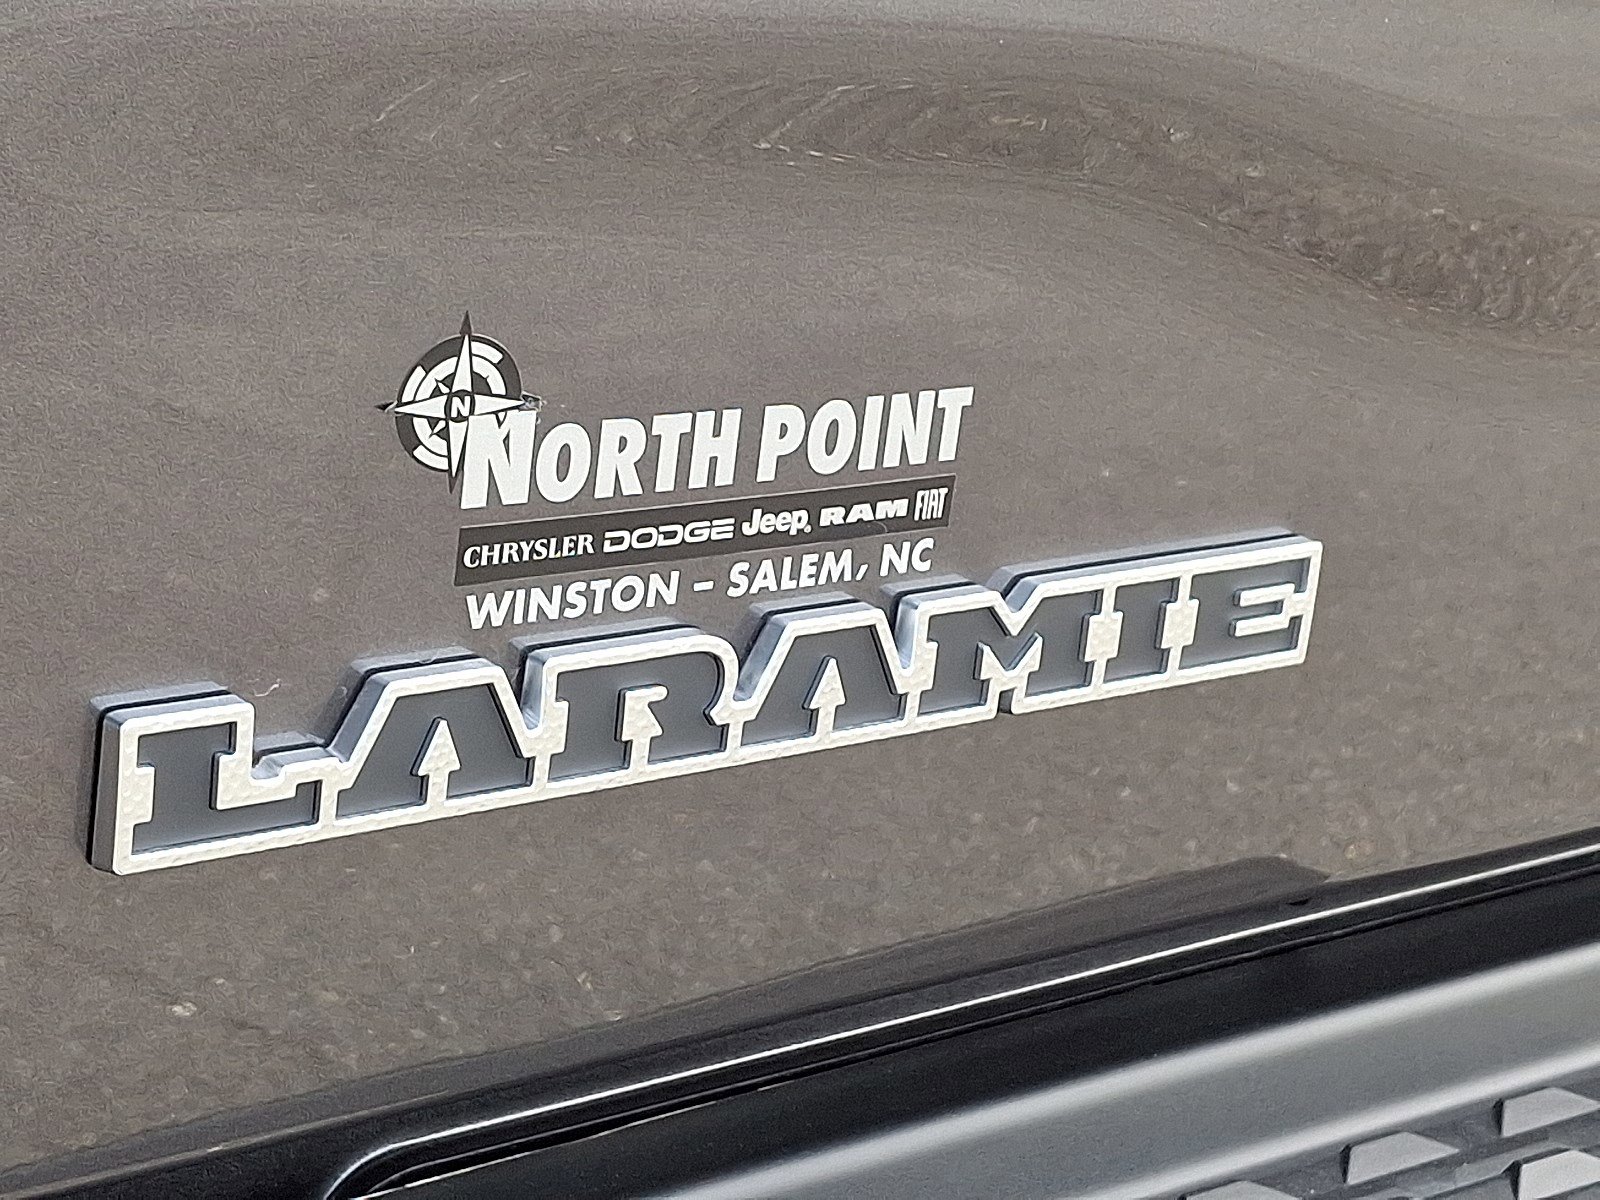 N
NORTH POINT
CHRYSLER DODGE Jeep RAM FIAT
WINSTON – SALEM, NC
LARAMIE